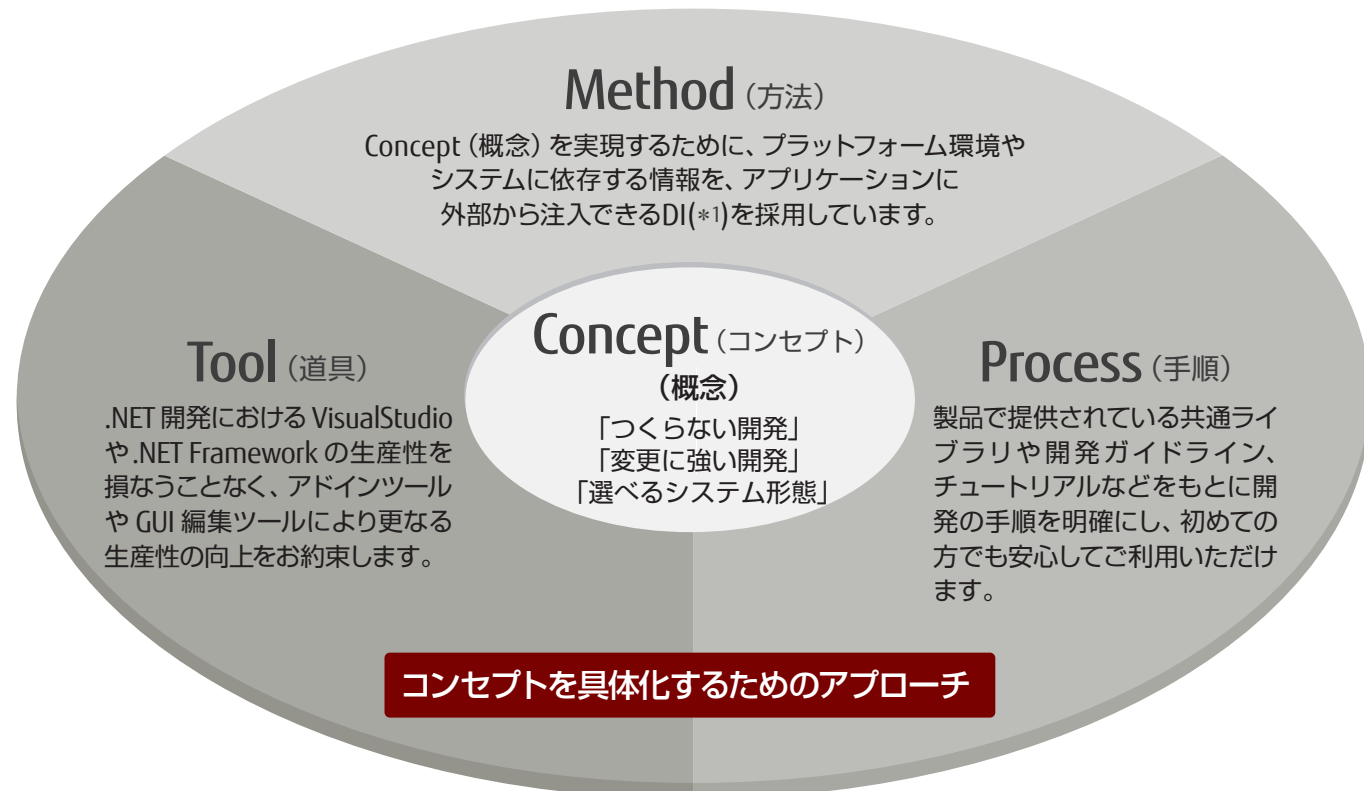 Method（方法）
Concept（概念）を実現するために、プラットフォーム環境や
システムに依存する情報を、アプリケーションに
外部から注入できるDI(*1)を採用しています。
Concept（コンセプト）
（概念）
「つくらない開発」
「変更に強い開発」
「選べるシステム形態」
Tool（道具）
.NET 開発における VisualStudio
や.NET Framework の生産性を
損なうことなく、アドインツール
や GUI 編集ツールにより更なる
生産性の向上をお約束します。
Process（手順）
製品で提供されている共通ライ
ブラリや開発ガイドライン、
チュートリアルなどをもとに開
発の手順を明確にし、初めての
方でも安心してご利用いただけ
ます。
コンセプトを具体化するためのアプローチ